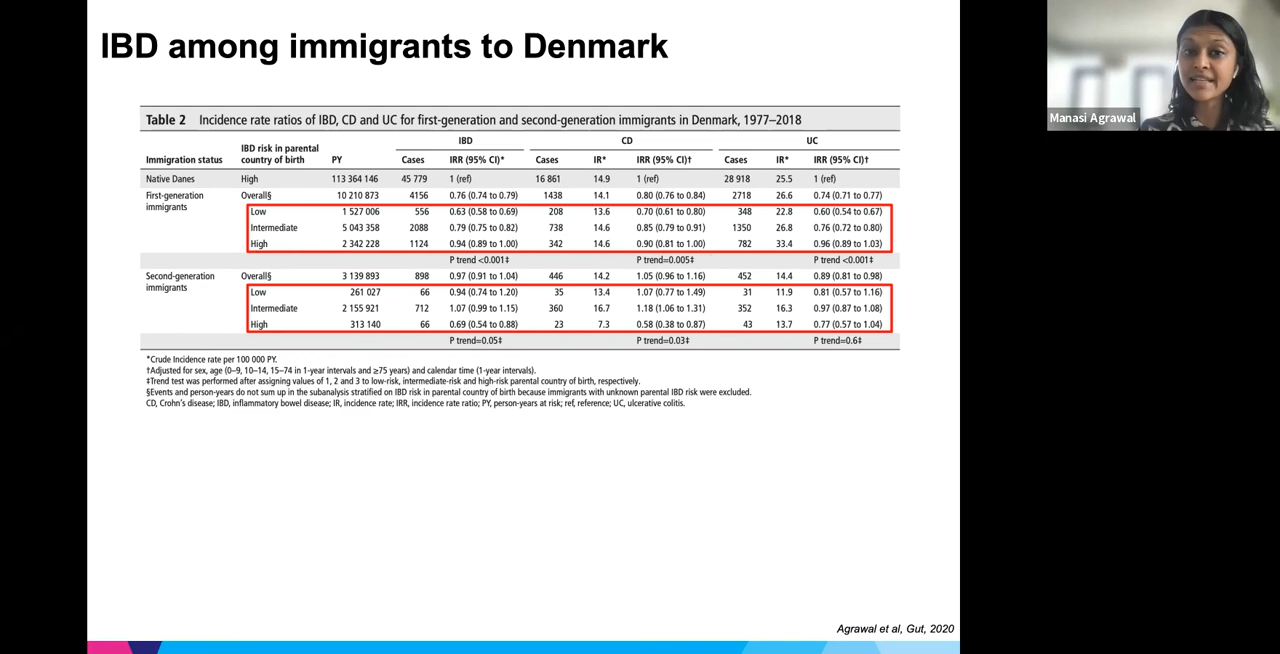 IBD among immigrants to Denmark
Manasi Agrawal
Table 2 Incidence rate ratios of IBD, CD and UC for first-generation and second-generation immigrants in Denmark, 1977–2018
IBD CD UC
Immigration status IBD risk in parental country of birth PY Cases IRR (95% CI)* Cases IR* IRR (95% CI)† Cases IR* IRR (95% CI)†
Native Danes High 113 364 146 45 779 1 (ref) 16 861 14.9 1 (ref) 28 918 25.5 1 (ref)
First-generation immigrants Overall§ 10 210 873 4156 0.76 (0.74 to 0.79) 1438 14.1 0.80 (0.76 to 0.84) 2718 26.6 0.74 (0.71 to 0.77)
Low 1 527 006 556 0.63 (0.58 to 0.69) 208 13.6 0.70 (0.61 to 0.80) 348 22.8 0.60 (0.54 to 0.67)
Intermediate 5 043 358 2088 0.79 (0.75 to 0.82) 738 14.6 0.85 (0.79 to 0.91) 1350 26.8 0.76 (0.72 to 0.80)
High 2 342 228 1124 0.94 (0.89 to 1.00) 342 14.6 0.90 (0.81 to 1.00) 782 33.4 0.96 (0.89 to 1.03)
P trend <0.001‡ P trend=0.005‡ P trend <0.001‡
Second-generation immigrants Overall§ 3 139 893 898 0.97 (0.91 to 1.04) 446 14.2 1.05 (0.96 to 1.16) 452 14.4 0.89 (0.81 to 0.98)
Low 261 027 66 0.94 (0.74 to 1.20) 35 13.4 1.07 (0.77 to 1.49) 31 11.9 0.81 (0.57 to 1.16)
Intermediate 2 155 921 712 1.07 (0.99 to 1.15) 360 16.7 1.18 (1.06 to 1.31) 352 16.3 0.97 (0.87 to 1.08)
High 313 140 66 0.69 (0.54 to 0.88) 23 7.3 0.58 (0.38 to 0.87) 43 13.7 0.77 (0.57 to 1.04)
P trend=0.05‡ P trend=0.03‡ P trend=0.6‡
*Crude Incidence rate per 100 000 PY.
†Adjusted for sex, age (0–9, 10–14, 15–74 in 1-year intervals and ≥75 years) and calendar time (1-year intervals).
‡Trend test was performed after assigning values of 1, 2 and 3 to low-risk, intermediate-risk and high-risk parental country of birth, respectively.
§Events and person-years do not sum up in the subanalysis stratified on IBD risk in parental country of birth because immigrants with unknown parental IBD risk were excluded.
CD, Crohn's disease; IBD, inflammatory bowel disease; IR, incidence rate; IRR, incidence rate ratio; PY, person-years at risk; ref, reference; UC, ulcerative colitis.
Agrawal et al, Gut, 2020